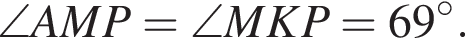 ∠AMP = ∠MKP = 69°.